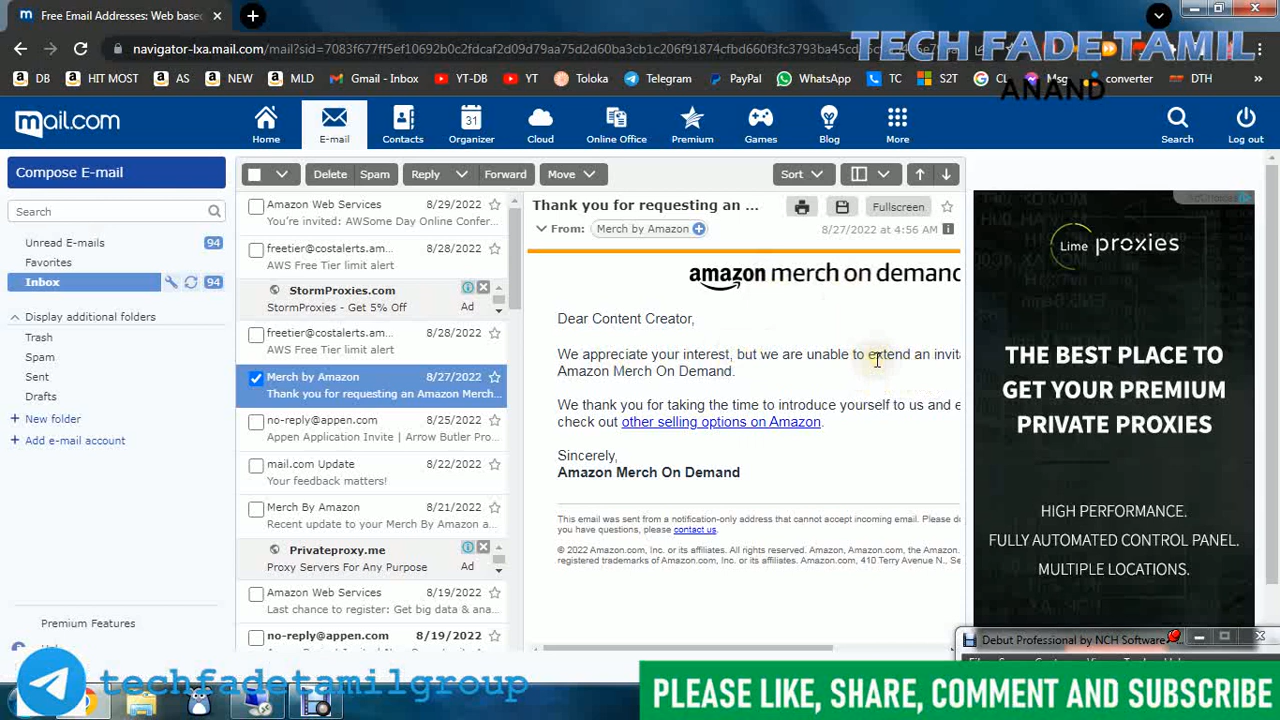 Free Email Addresses: Web base
TECH FADE TAMIL
ANAND
navigator-lxa.mail.com/mail?sid=7083f677ff5ef10692b0c2fdcaf2d09d79aa75d2d60ba3cb1c206f91874cfbd660f3fc3793ba45cd
DB
HIT MOST
AS
NEW
MLD
Gmail - Inbox
YT-DB
YT
Toloka
Telegram
PayPal
WhatsApp
TC
S2T
CL
Msg
converter
DTH
mail.com
Home
E-mail
Contacts
31
Organizer
Cloud
Online Office
Premium
Games
Blog
More
Search
Log out
Compose E-mail
Search
Unread E-mails 94
Favorites
Inbox 94
Display additional folders
Trash
Spam
Sent
Drafts
New folder
Add e-mail account
Premium Features
Delete
Spam
Reply
Forward
Move
Sort
Amazon Web Services 8/29/2022
You're invited: AWSome Day Online Confer...
freetier@costalerts.am... 8/28/2022
AWS Free Tier limit alert
StormProxies.com
StormProxies - Get 5% Off Ad
freetier@costalerts.am... 8/28/2022
AWS Free Tier limit alert
Merch by Amazon 8/27/2022
Thank you for requesting an Amazon Merch...
no-reply@appen.com 8/25/2022
Appen Application Invite | Arrow Butler Pro...
mail.com Update 8/22/2022
Your feedback matters!
Merch By Amazon 8/21/2022
Recent update to your Merch By Amazon a...
Privateproxy.me
Proxy Servers For Any Purpose Ad
Amazon Web Services 8/19/2022
Last chance to register: Get big data & ana...
no-reply@appen.com 8/19/2022
Thank you for requesting an ...
Fullscreen
From: Merch by Amazon
8/27/2022 at 4:56 AM
amazon merch on demand
Dear Content Creator,
We appreciate your interest, but we are unable to extend an invita
Amazon Merch On Demand.
We thank you for taking the time to introduce yourself to us and e
check out other selling options on Amazon.
Sincerely,
Amazon Merch On Demand
This email was sent from a notification-only address that cannot accept incoming email. Please do
you have questions, please contact us.
© 2022 Amazon.com, Inc. or its affiliates. All rights reserved. Amazon, Amazon.com, the Amazon.
registered trademarks of Amazon.com, Inc. or its affiliates. Amazon, 410 Terry Avenue N., Se
Lime proxies
THE BEST PLACE TO
GET YOUR PREMIUM
PRIVATE PROXIES
HIGH PERFORMANCE.
FULLY AUTOMATED CONTROL PANEL.
MULTIPLE LOCATIONS.
Debut Professional by NCH Software
techfadetamilgroup
PLEASE LIKE, SHARE, COMMENT AND SUBSCRIBE